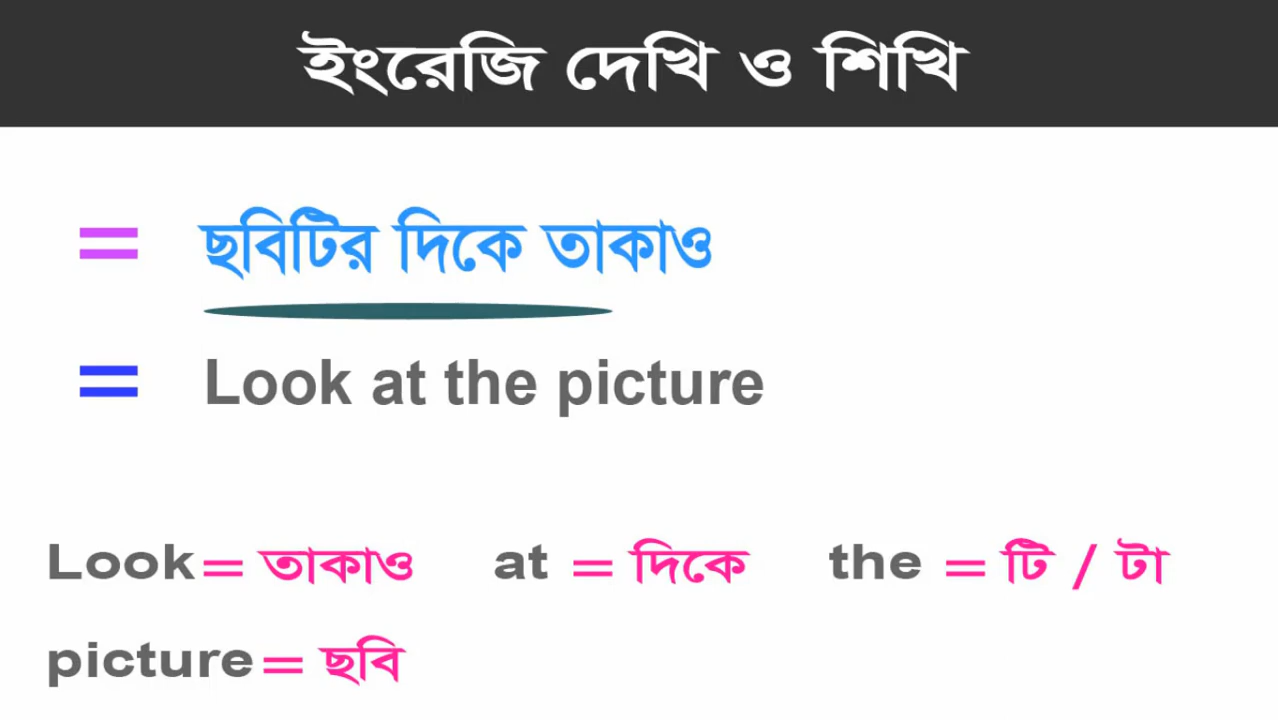 ইংরেজি দেখি ও শিখি
= ছবিটির দিকে তাকাও
= Look at the picture
Look = তাকাও at = দিকে the = টি / টা
picture = ছবি